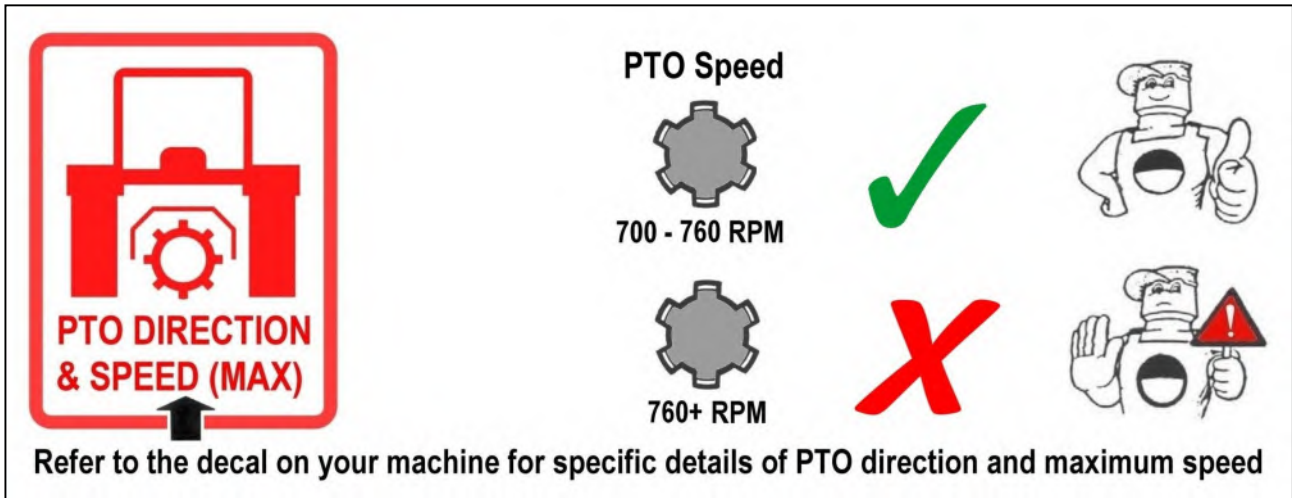 PTO DIRECTION
& SPEED (MAX)
PTO Speed
700 - 760 RPM
760+ RPM
Refer to the decal on your machine for specific details of PTO direction and maximum speed